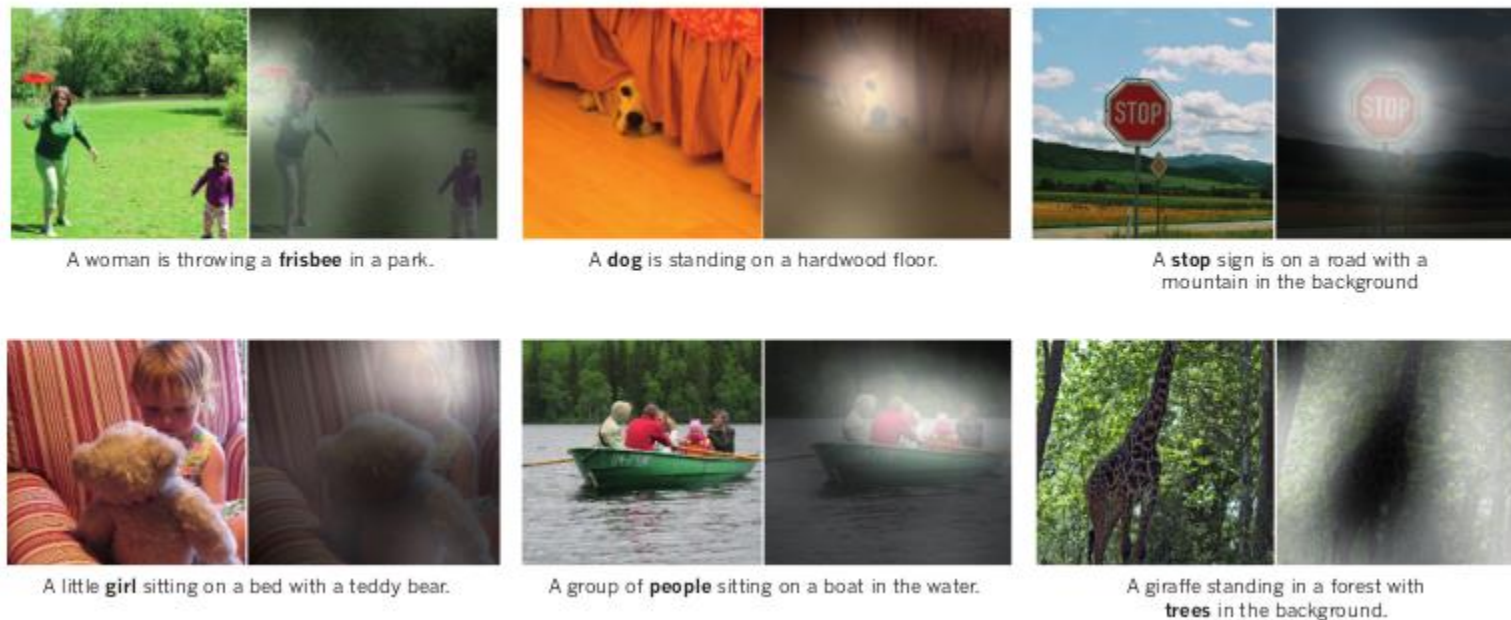 STOP
STOP
A woman is throwing a frisbee in a park.
A dog is standing on a hardwood floor.
A stop sign is on a road with a
mountain in the background
A little girl sitting on a bed with a teddy bear.
A group of people sitting on a boat in the water.
A giraffe standing in a forest with
trees in the background.